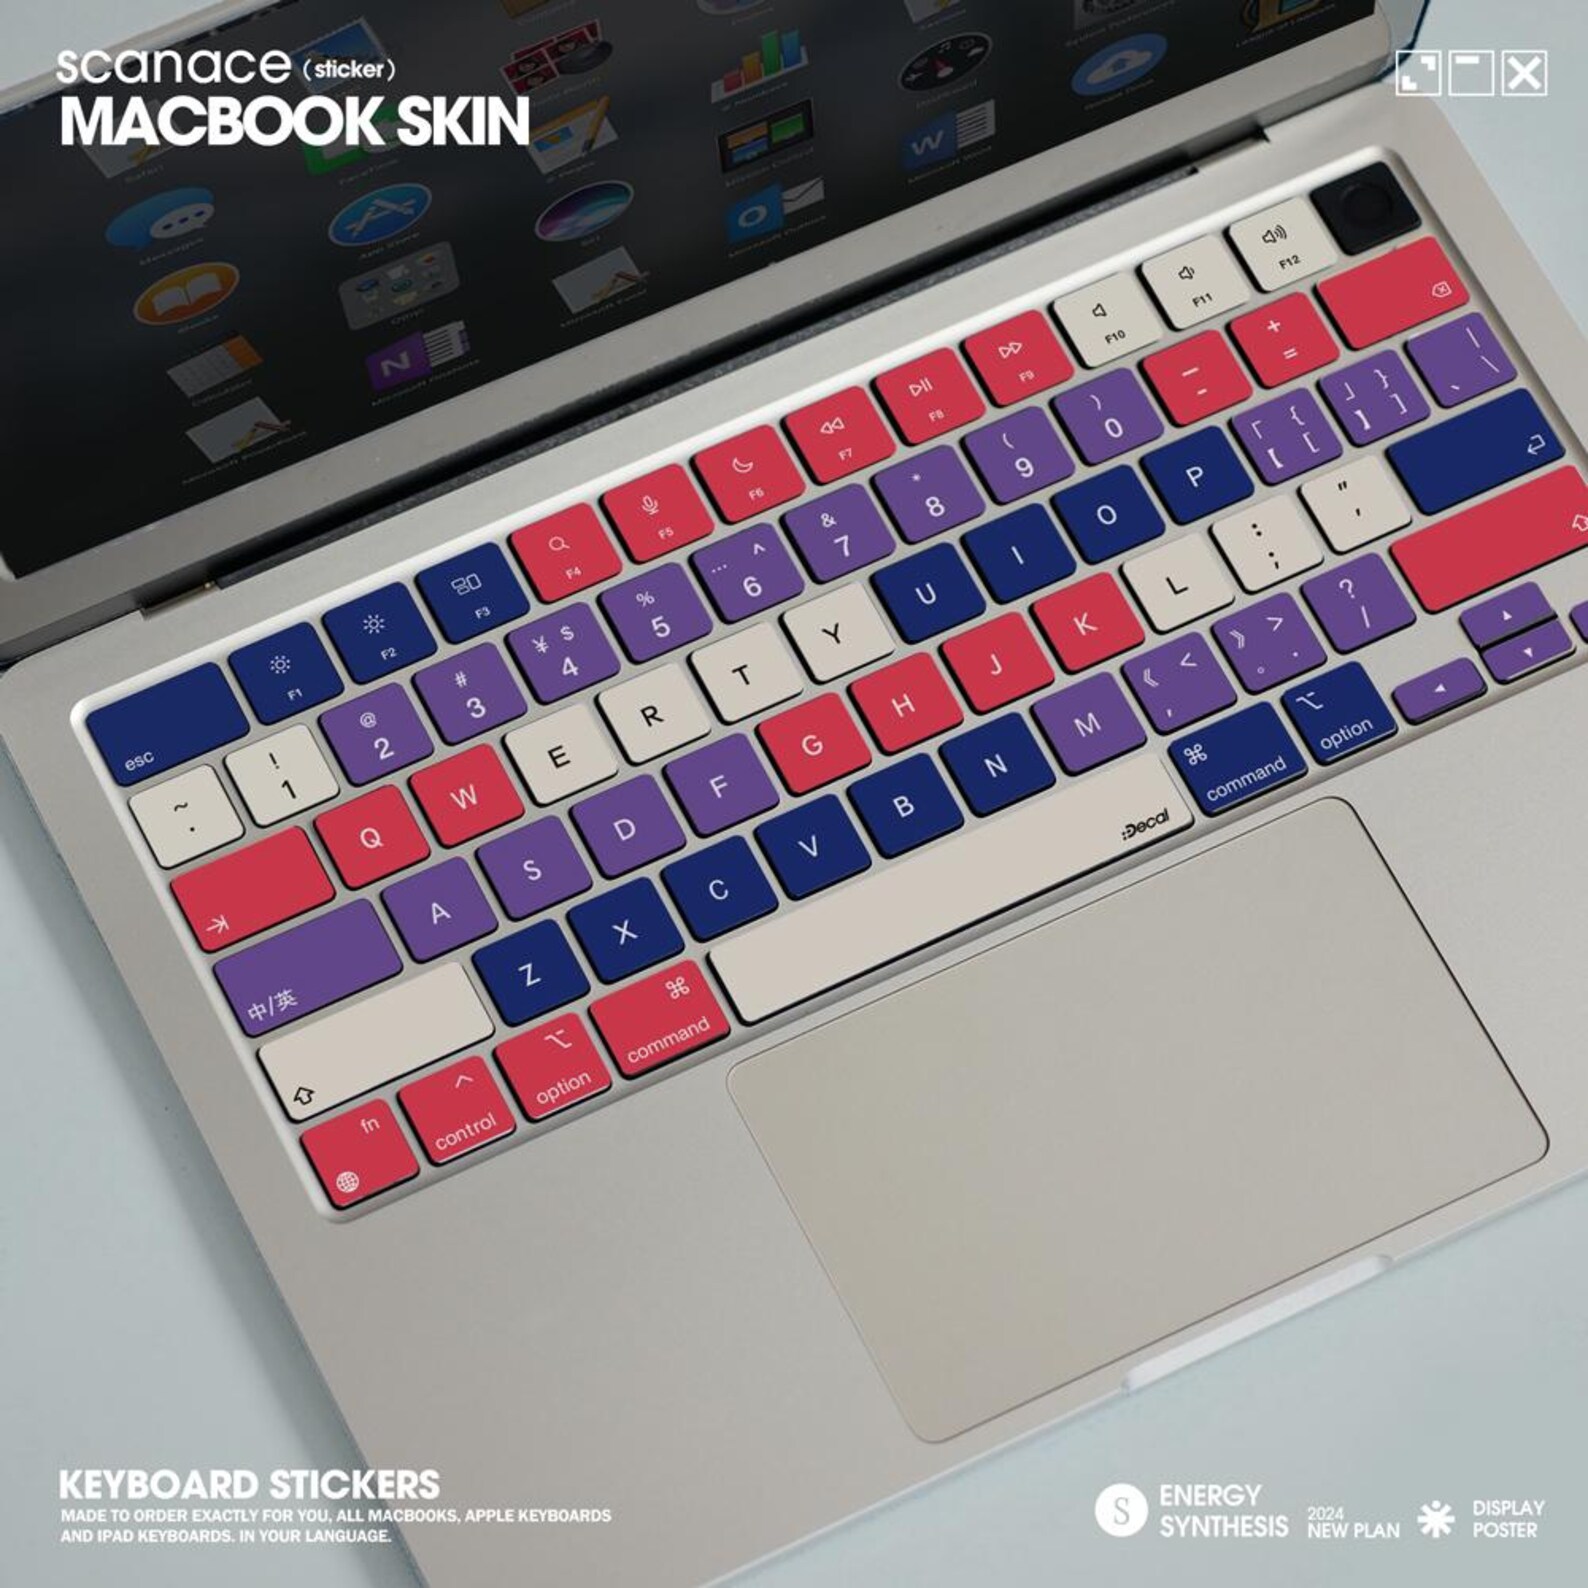 scanace (sticker)
MACBOOK SKIN
esc F1 F2 F3 F4 F5 F6 F7 F8 F9 F10 F11 F12
~ . ! 1 @ 2 # 3 ¥ $ 4 % 5 … ^ 6 & 7 * 8 ( 9 ) 0 — - + =
Q W E R T Y U I O P 「 { 【 [ 」 } 】 ] | 、 \
中/英 A S D F G H J K L : ; " ,
Z X C V B N M 《 < , 》 > 。 . ? /
fn control option command :Decal command option
KEYBOARD STICKERS
MADE TO ORDER EXACTLY FOR YOU, ALL MACBOOKS, APPLE KEYBOARDS
AND IPAD KEYBOARDS. IN YOUR LANGUAGE.
S ENERGY
SYNTHESIS
2024
NEW PLAN
DISPLAY
POSTER